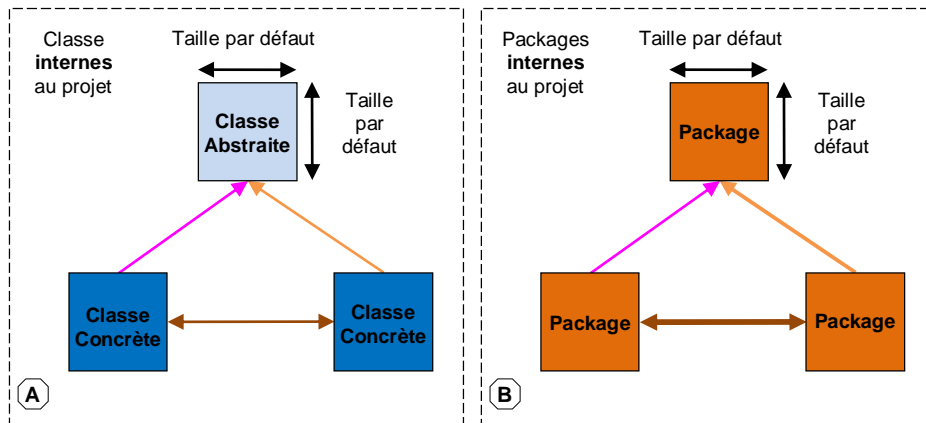 Classe
internes
au projet
Taille par défaut
Taille
par
défaut
Classe
Abstraite
Classe
Concrète
Classe
Concrète
A
Packages
internes
au projet
Taille par défaut
Taille
par
défaut
Package
Package
Package
B